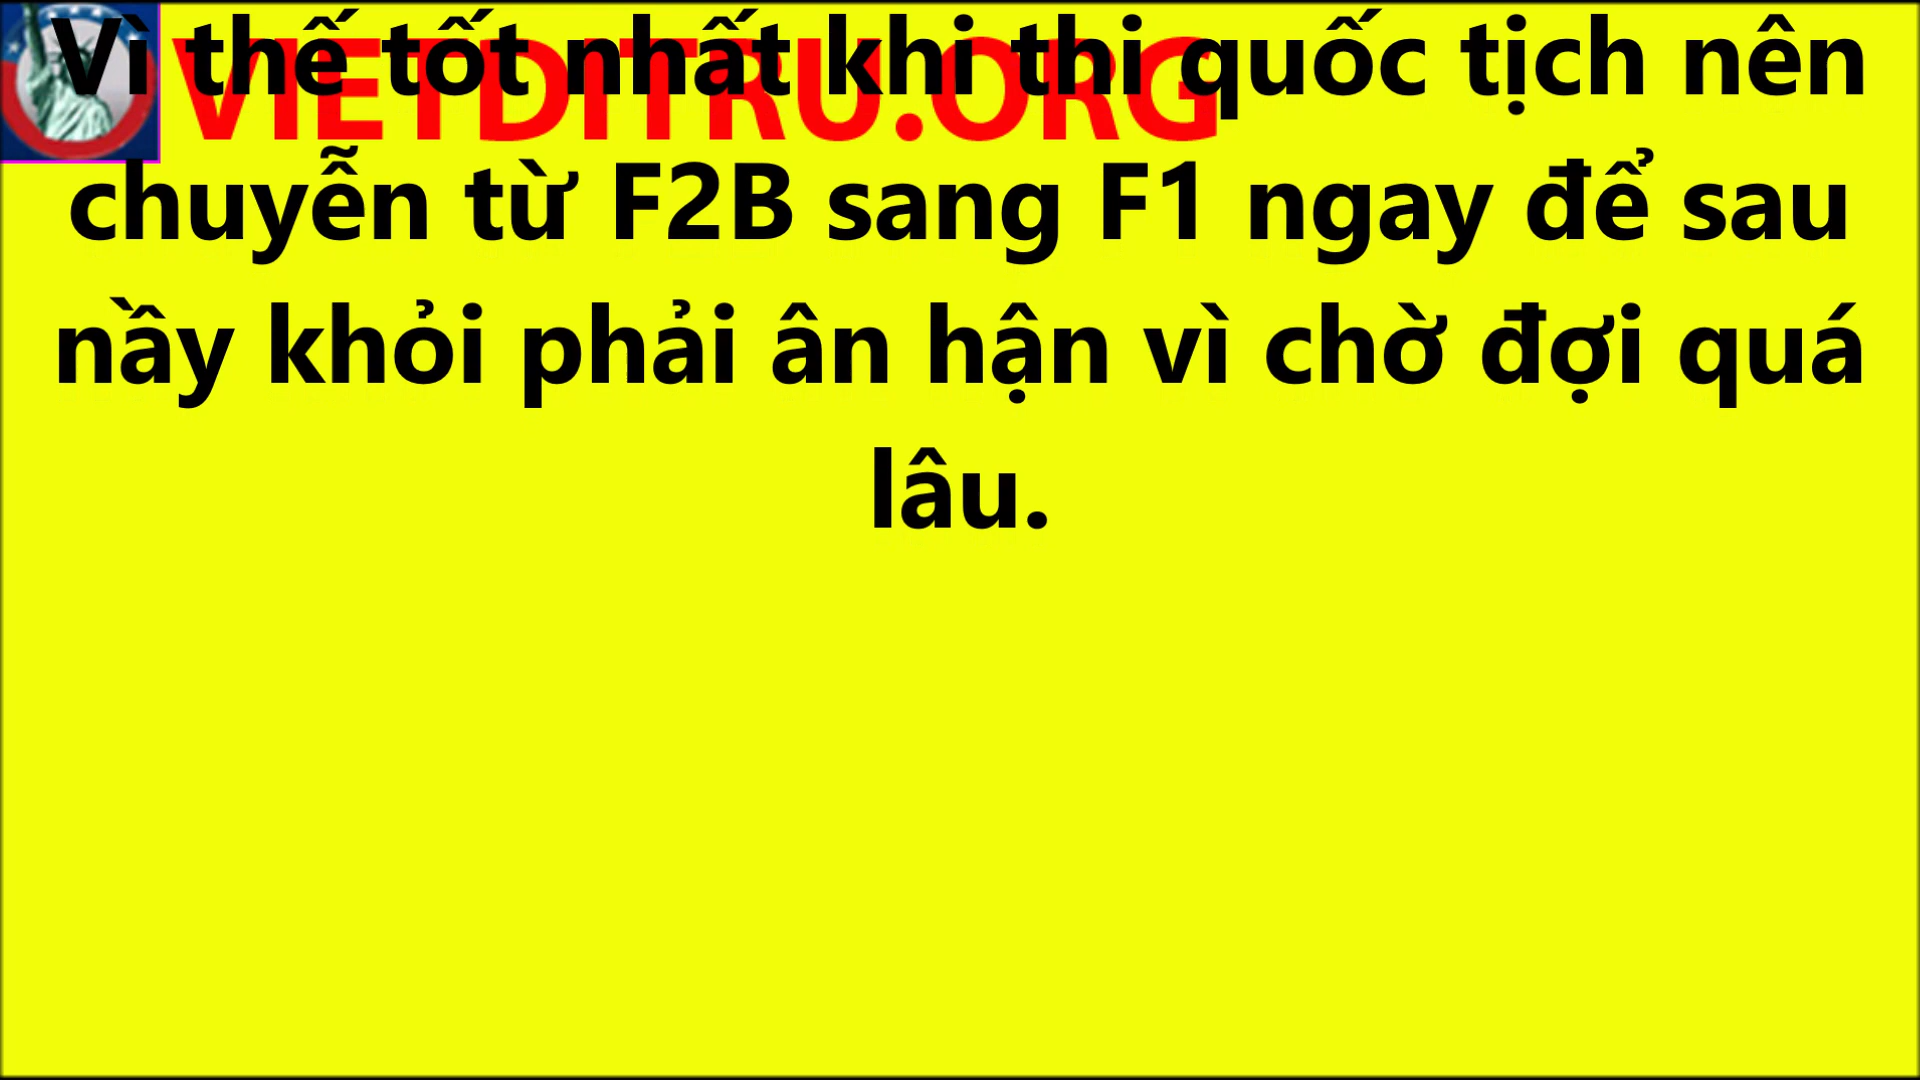 VIETDITRU.ORG
Vì thế tốt nhất khi thi quốc tịch nên
chuyễn từ F2B sang F1 ngay để sau
nầy khỏi phải ân hận vì chờ đợi quá
lâu.